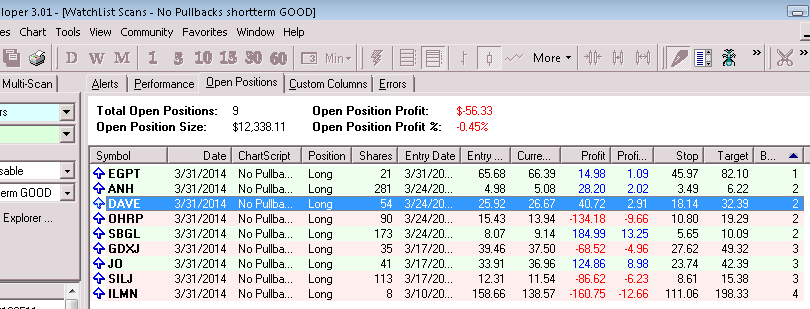 loper 3.01 - [WatchList Scans - No Pullbacks shortterm GOOD]
es Chart Tools View Community Favorites Window Help
D W M 1 3 10 15 30 60 3 Min More » »
Multi-Scan Alerts Performance Open Positions Custom Columns Errors
rs
Total Open Positions: 9 Open Position Profit: $-56.33
Open Position Size: $12,338.11 Open Position Profit %: -0.45%
Symbol Date ChartScript Position Shares Entry Date Entry ... Curre... Profit Profi... Stop Target B...
sable
EGPT 3/31/2014 No Pullba... Long 21 3/31/20... 65.68 66.39 14.98 1.09 45.97 82.10 1
term GOOD
ANH 3/31/2014 No Pullba... Long 281 3/24/20... 4.98 5.08 28.20 2.02 3.49 6.22 2
DAVE 3/31/2014 No Pullba... Long 54 3/24/20... 25.92 26.67 40.72 2.91 18.14 32.39 2
Explorer ...
OHRP 3/31/2014 No Pullba... Long 90 3/24/20... 15.43 13.94 -134.18 -9.66 10.80 19.29 2
SBGL 3/31/2014 No Pullba... Long 173 3/24/20... 8.07 9.14 184.99 13.25 5.65 10.09 2
GDXJ 3/31/2014 No Pullba... Long 35 3/17/20... 39.46 37.50 -68.52 -4.96 27.62 49.32 3
JO 3/31/2014 No Pullba... Long 41 3/17/20... 33.91 36.96 124.86 8.98 23.74 42.39 3
SILJ 3/31/2014 No Pullba... Long 113 3/17/20... 12.31 11.54 -86.62 -6.23 8.61 15.38 3
ILMN 3/31/2014 No Pullba... Long 8 3/10/20... 158.66 138.57 -160.75 -12.66 111.06 198.33 4